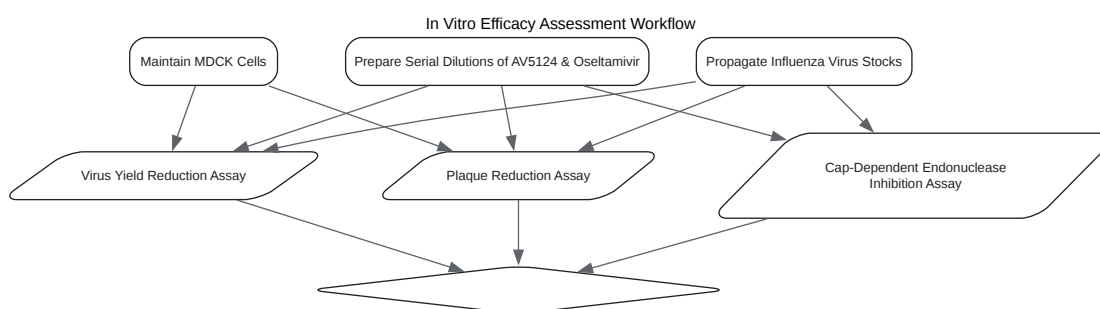 In Vitro Efficacy Assessment Workflow
Maintain MDCK Cells
Prepare Serial Dilutions of AV5124 & Oseltamivir
Propagate Influenza Virus Stocks
Virus Yield Reduction Assay
Plaque Reduction Assay
Cap-Dependent Endonuclease
Inhibition Assay